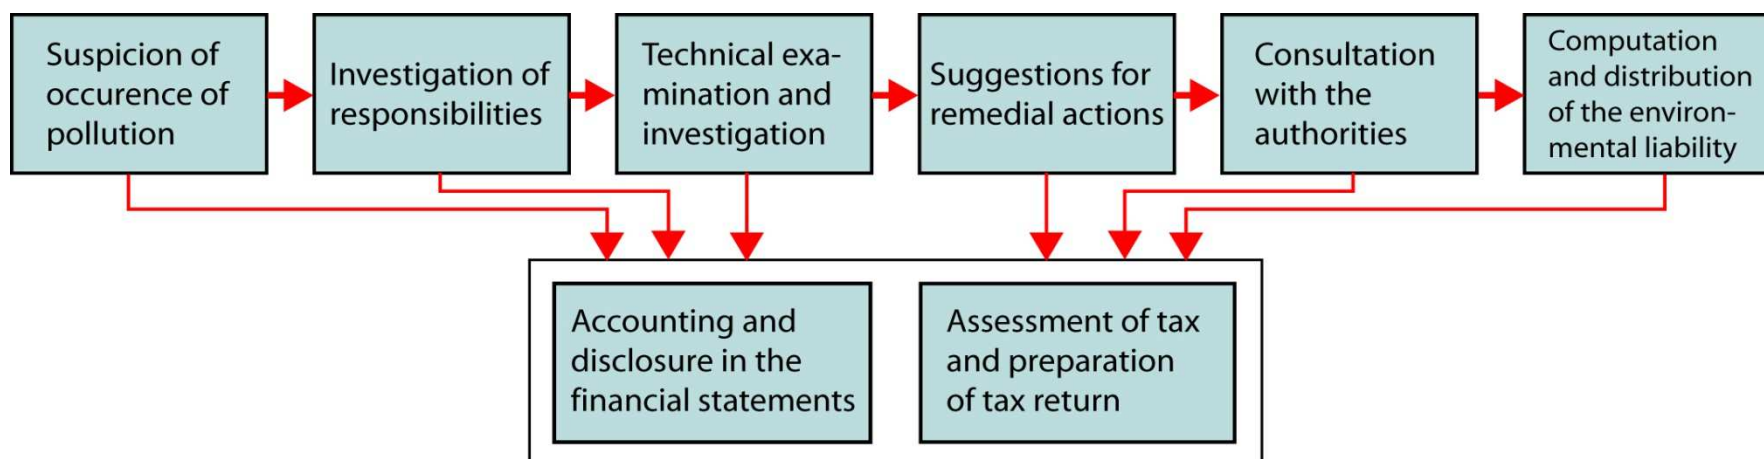 Suspicion of
occurence of
pollution
Investigation of
responsibilities
Technical exa-
mination and
investigation
Suggestions for
remedial actions
Consultation
with the
authorities
Computation
and distribution
of the environ-
mental liability
Accounting and
disclosure in the
financial statements
Assessment of tax
and preparation
of tax return